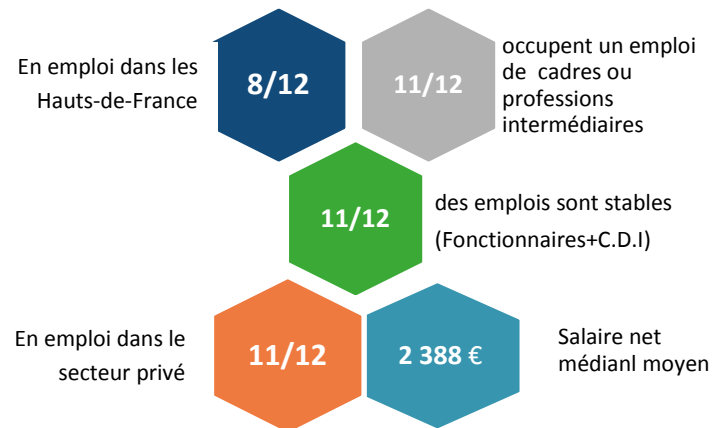 En emploi dans les
Hauts-de-France
8/12
11/12
occupent un emploi
de cadres ou
professions
intermédiaires
11/12
des emplois sont stables
(Fonctionnaires+C.D.I)
En emploi dans le
secteur privé
11/12
2 388 €
Salaire net
médianl moyen